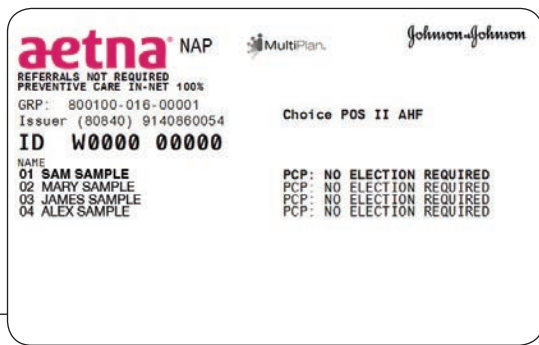 aetna® NAP MultiPlan. Johnson & Johnson
REFERRALS NOT REQUIRED
PREVENTIVE CARE IN-NET 100%
GRP: 800100-016-00001
Issuer (80840) 9140860054 Choice POS II AHF
ID W0000 00000
NAME
01 SAM SAMPLE PCP: NO ELECTION REQUIRED
02 MARY SAMPLE PCP: NO ELECTION REQUIRED
03 JAMES SAMPLE PCP: NO ELECTION REQUIRED
04 ALEX SAMPLE PCP: NO ELECTION REQUIRED